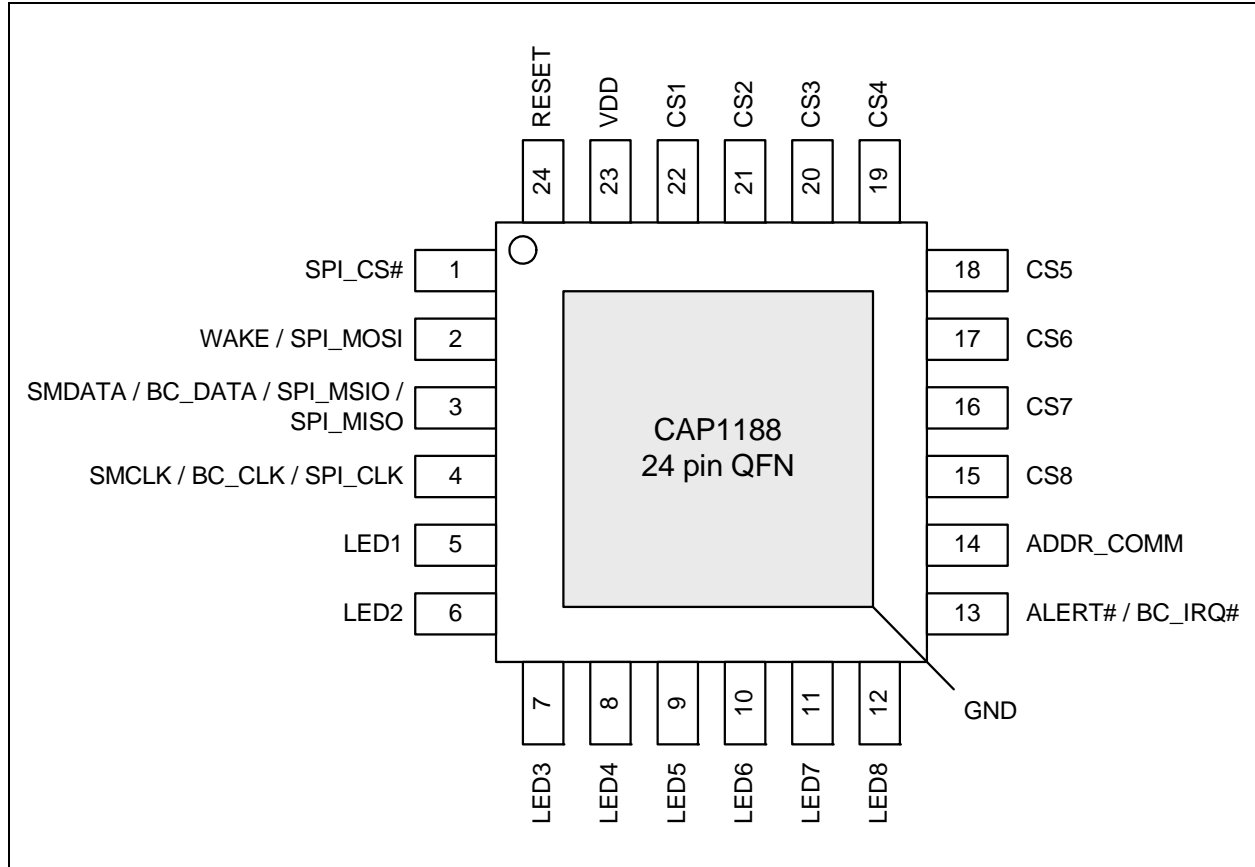 RESET
VDD
CS1
CS2
CS3
CS4
24
23
22
21
20
19
SPI_CS#
1
18
CS5
WAKE / SPI_MOSI
2
17
CS6
SMDATA / BC_DATA / SPI_MSIO /
SPI_MISO
3
16
CS7
CAP1188
24 pin QFN
SMCLK / BC_CLK / SPI_CLK
4
15
CS8
LED1
5
14
ADDR_COMM
LED2
6
13
ALERT# / BC_IRQ#
7
8
9
10
11
12
GND
LED3
LED4
LED5
LED6
LED7
LED8